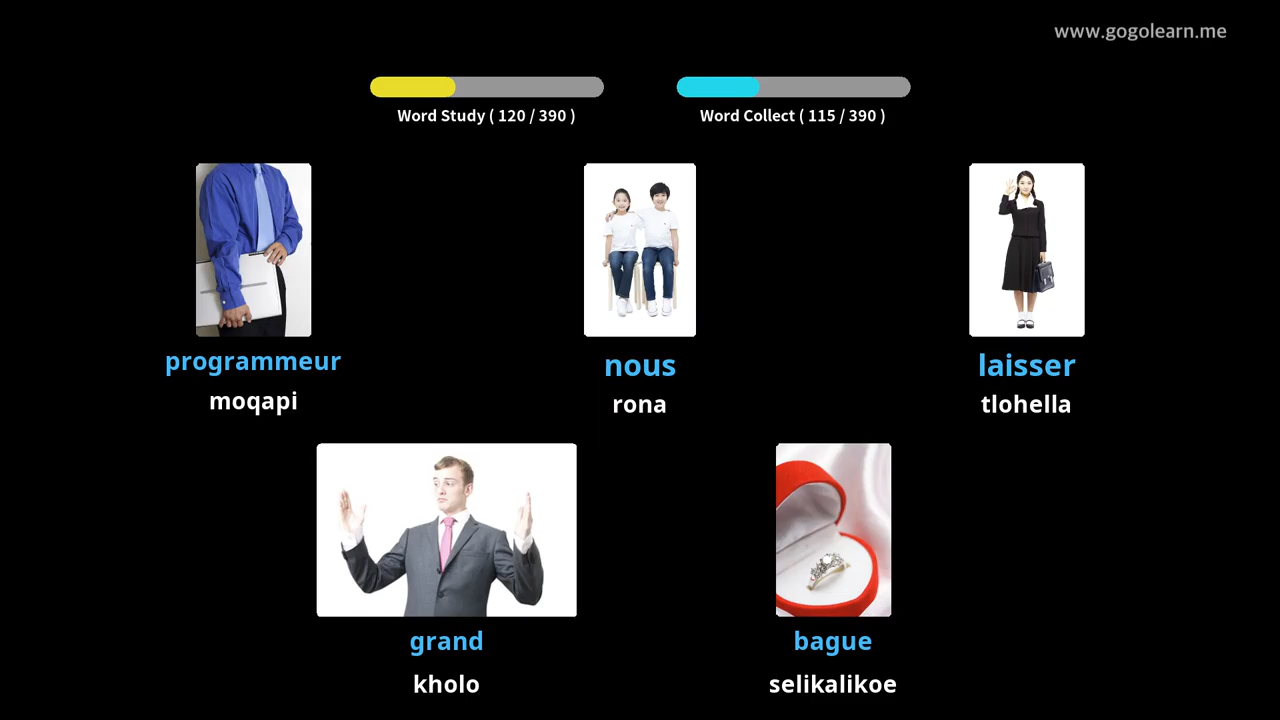 www.gogolearn.me
Word Study ( 120 / 390 )
Word Collect ( 115 / 390 )
programmeur
moqapi
nous
rona
laisser
tlohella
grand
kholo
bague
selikalikoe